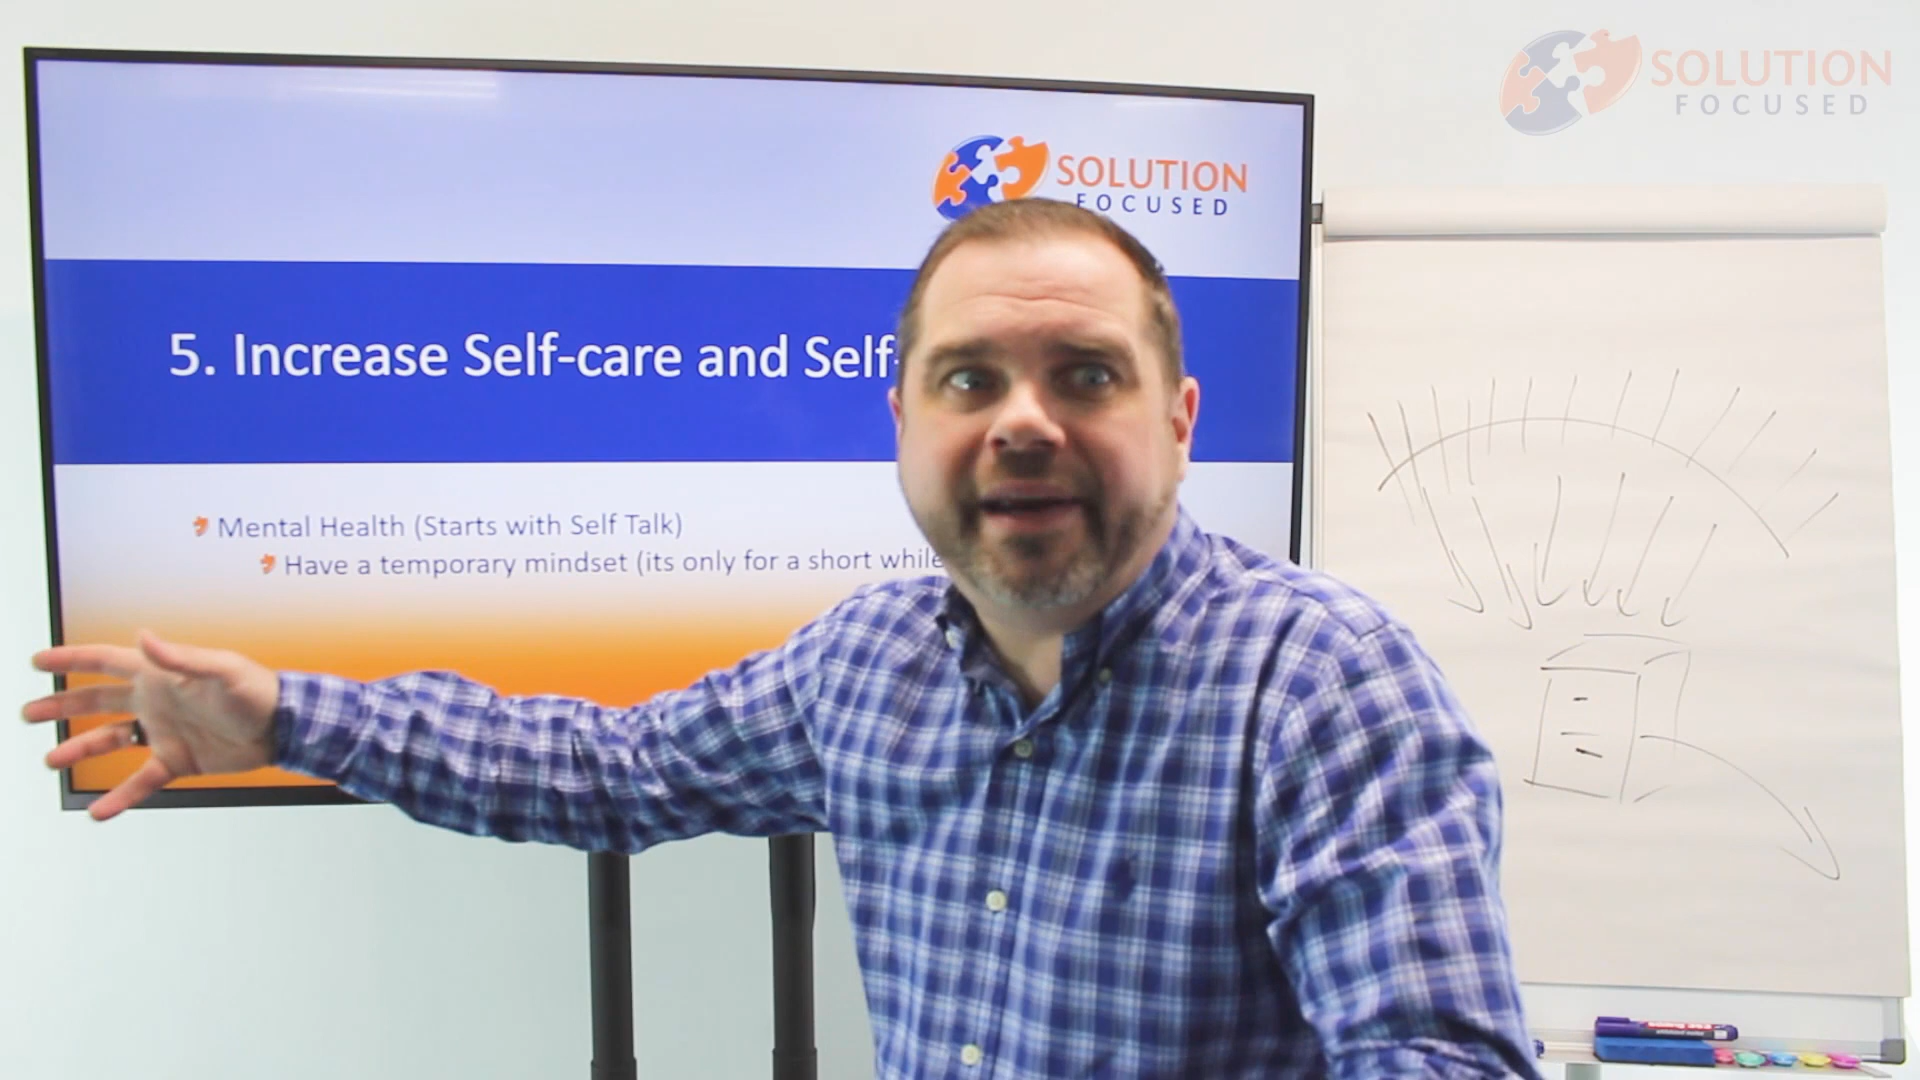 SOLUTION
FOCUSED
SOLUTION
FOCUSED
5. Increase Self-care and Self-
Mental Health (Starts with Self Talk)
Have a temporary mindset (its only for a short while